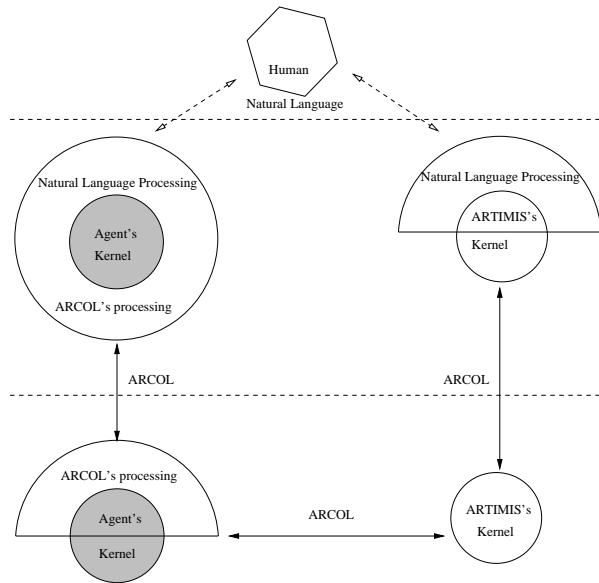 Human
Natural Language
Natural Language Processing
Agent's
Kernel
ARCOL's processing
Natural Language Processing
ARTIMIS's
Kernel
ARCOL
ARCOL
ARCOL's processing
Agent's
Kernel
ARCOL
ARTIMIS's
Kernel